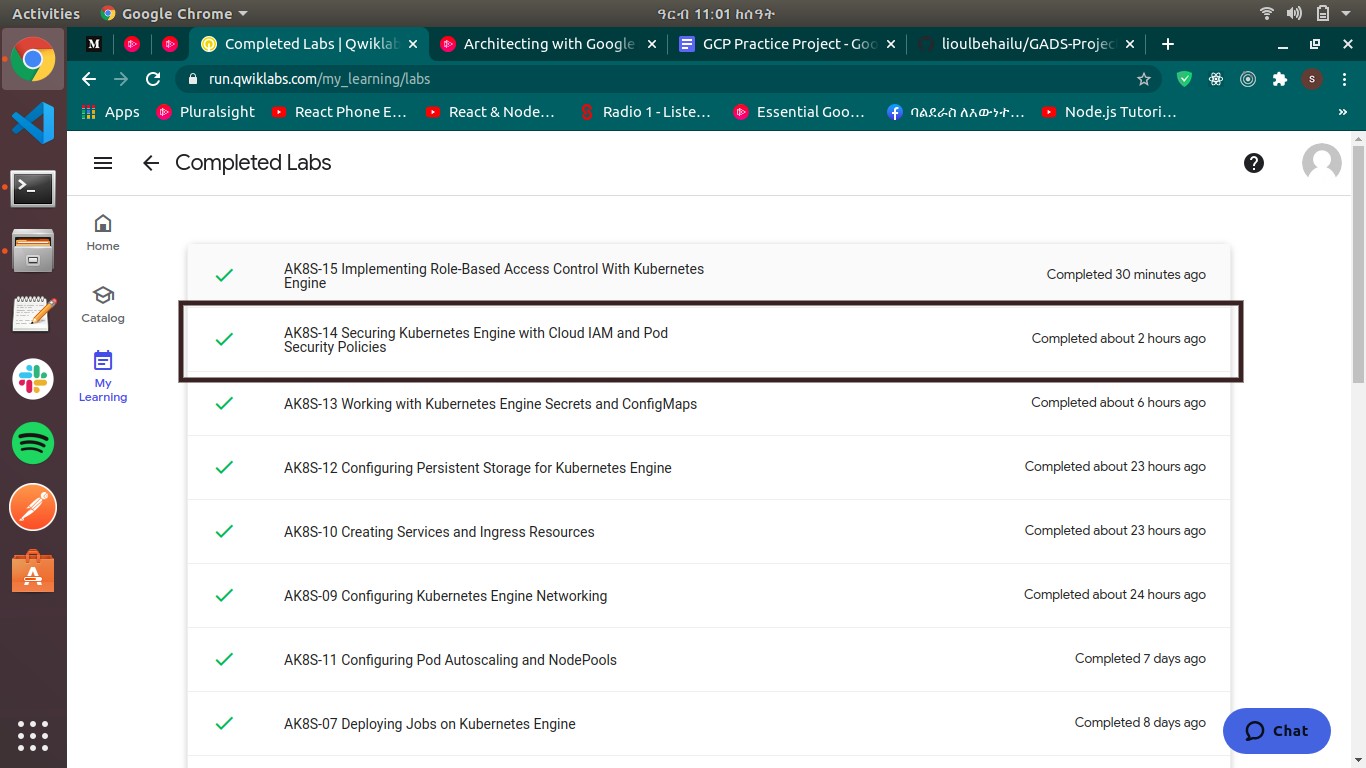 Activities
Google Chrome
ዓርብ 11:01 ከሰዓት
M
Completed Labs | Qwiklab
Architecting with Google
GCP Practice Project - Goo
lioulbehailu/GADS-Projec
run.qwiklabs.com/my_learning/labs
S
Apps
Pluralsight
React Phone E…
React & Node…
Radio 1 - Liste…
Essential Goo…
ባልደራስ ለእውነተ…
Node.js Tutori…
»
Completed Labs
Home
Catalog
My
Learning
AK8S-15 Implementing Role-Based Access Control With Kubernetes
Engine
Completed 30 minutes ago
AK8S-14 Securing Kubernetes Engine with Cloud IAM and Pod
Security Policies
Completed about 2 hours ago
AK8S-13 Working with Kubernetes Engine Secrets and ConfigMaps
Completed about 6 hours ago
AK8S-12 Configuring Persistent Storage for Kubernetes Engine
Completed about 23 hours ago
AK8S-10 Creating Services and Ingress Resources
Completed about 23 hours ago
AK8S-09 Configuring Kubernetes Engine Networking
Completed about 24 hours ago
AK8S-11 Configuring Pod Autoscaling and NodePools
Completed 7 days ago
AK8S-07 Deploying Jobs on Kubernetes Engine
Completed 8 days ago
Chat